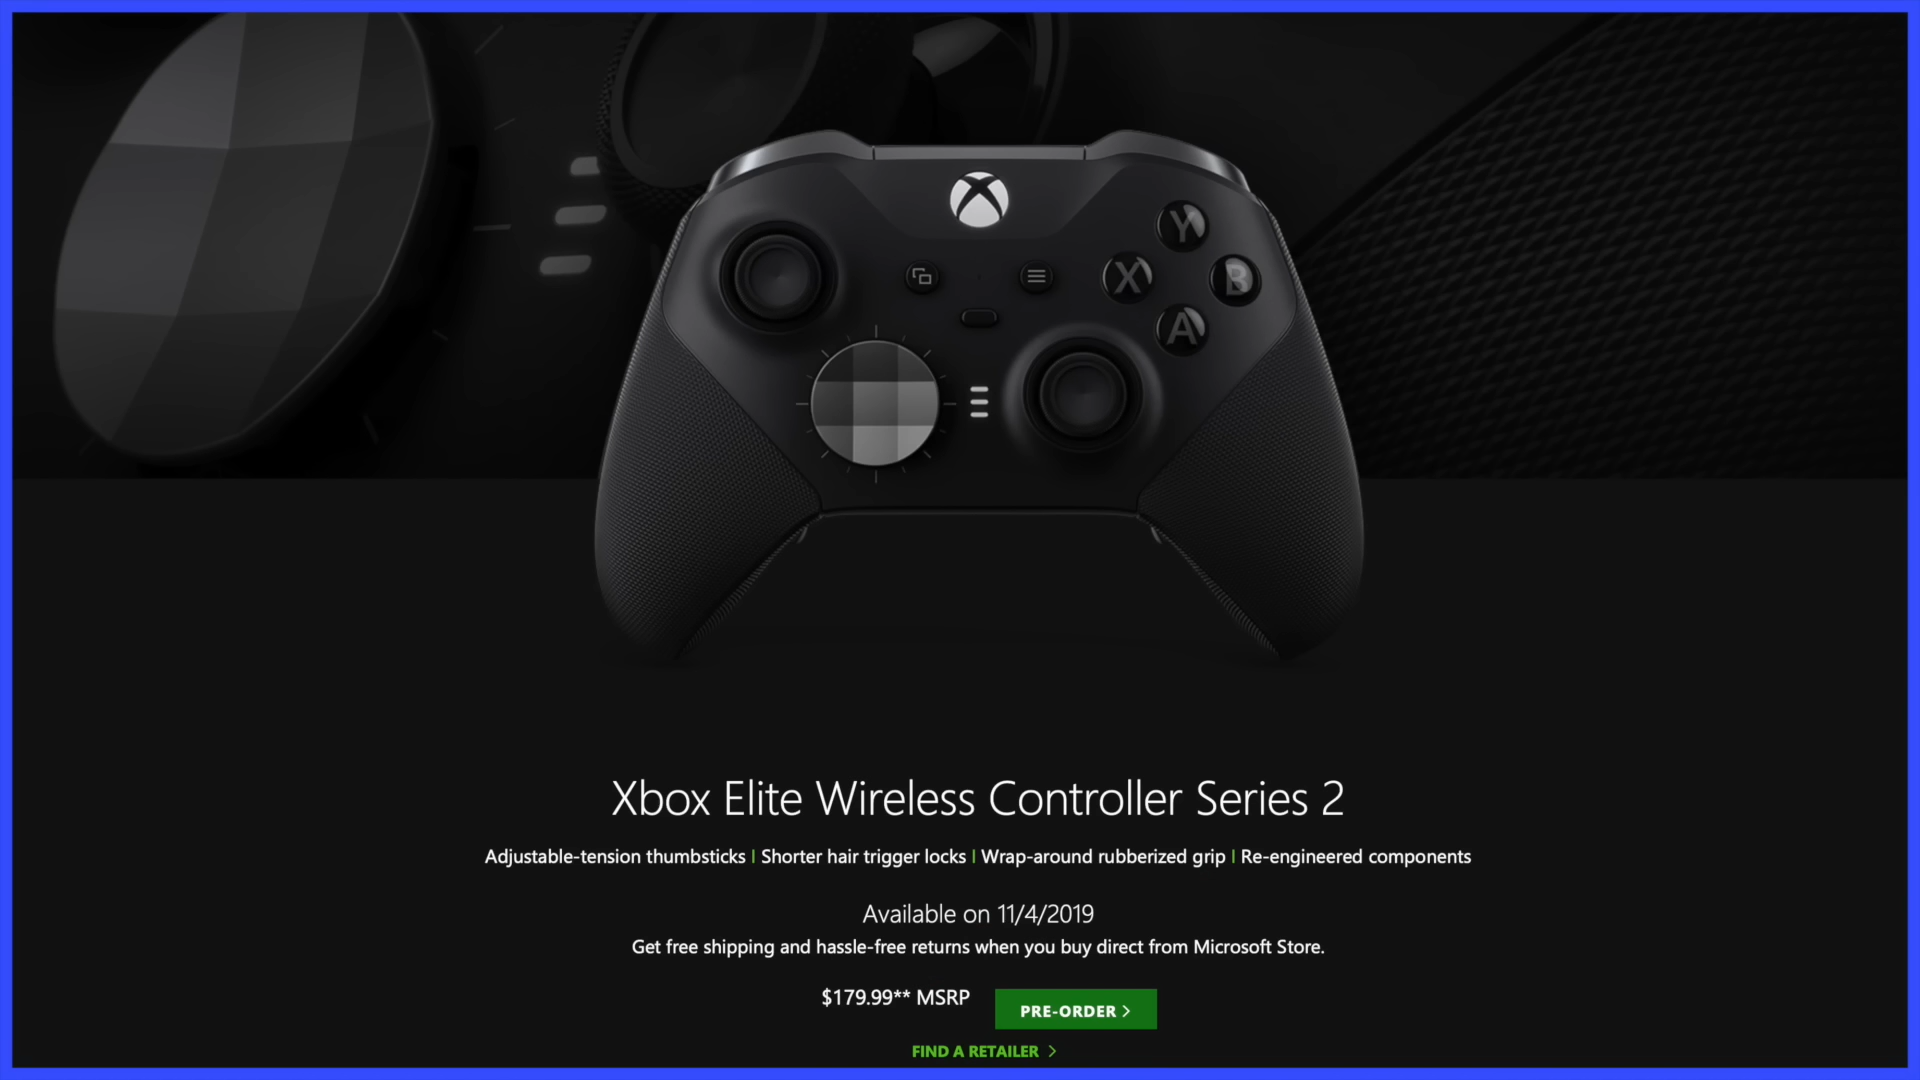 Y
X
B
A
Xbox Elite Wireless Controller Series 2
Adjustable-tension thumbsticks | Shorter hair trigger locks | Wrap-around rubberized grip | Re-engineered components
Available on 11/4/2019
Get free shipping and hassle-free returns when you buy direct from Microsoft Store.
$179.99** MSRP
PRE-ORDER >
FIND A RETAILER >